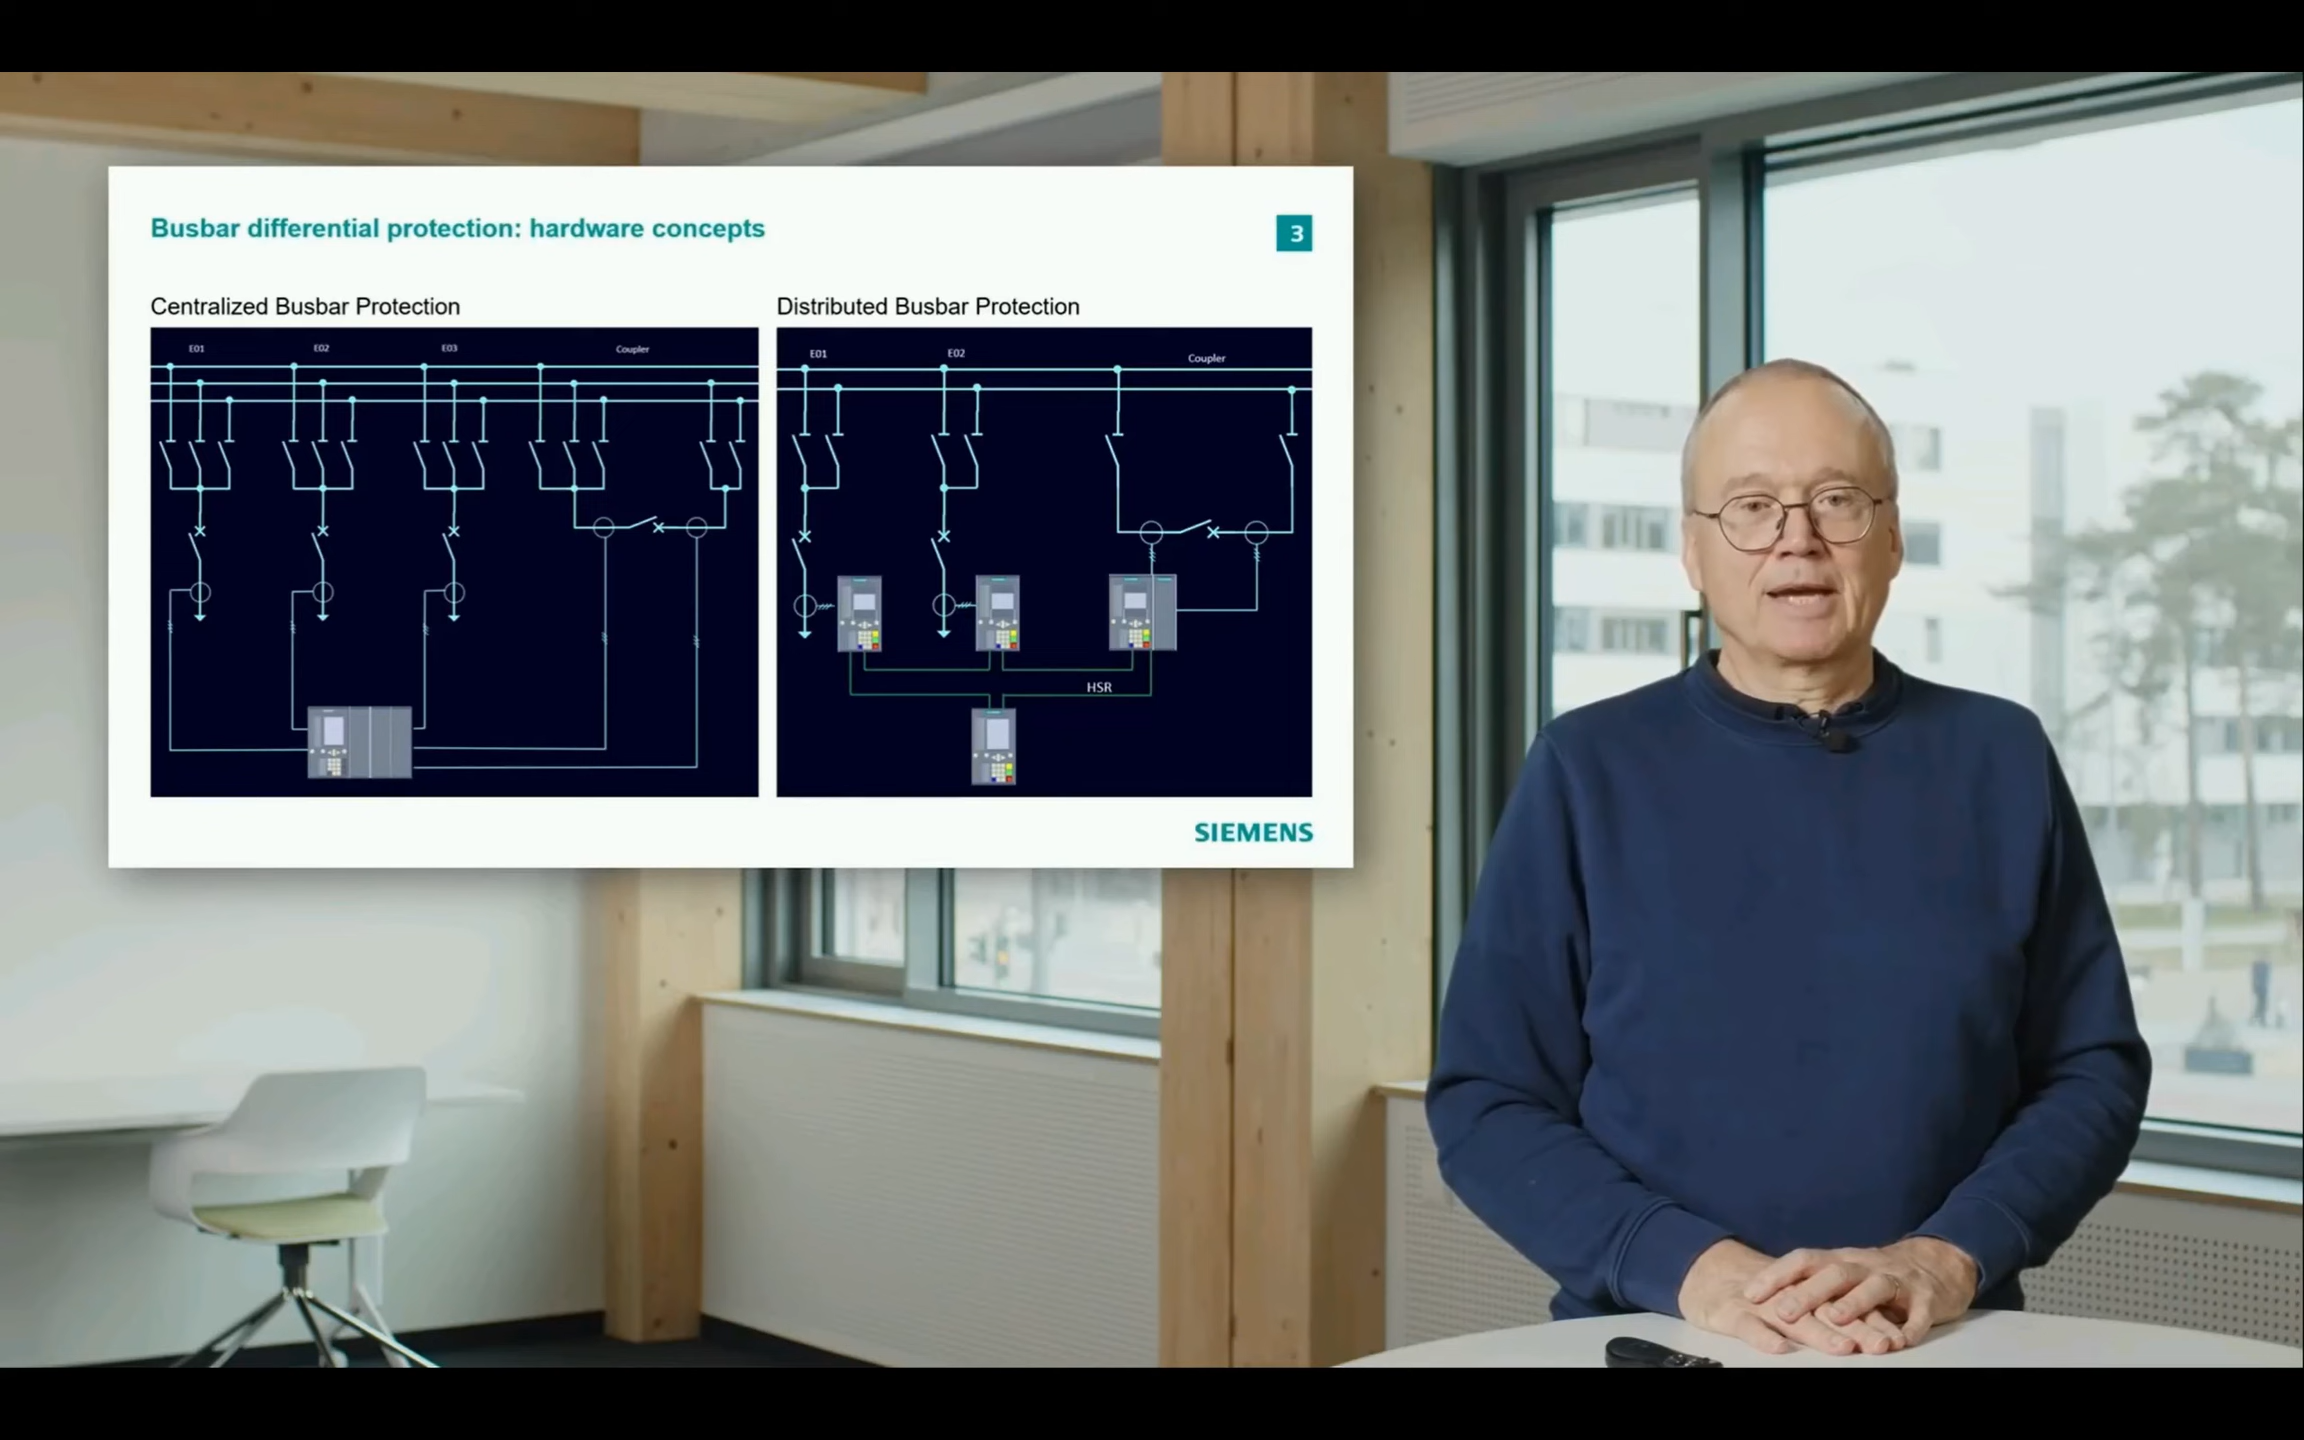 Busbar differential protection: hardware concepts
3
Centralized Busbar Protection
E01 E02 E03 Coupler
Distributed Busbar Protection
E01 E02 Coupler
HSR
SIEMENS